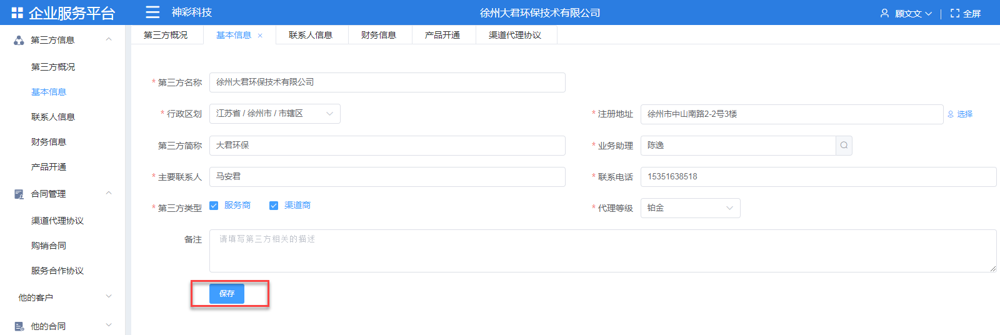 企业服务平台 神彩科技 徐州大君环保技术有限公司 顾文文 全屏
第三方信息
第三方概况
基本信息
联系人信息
财务信息
产品开通
合同管理
渠道代理协议
购销合同
服务合作协议
他的客户
他的合同
第三方概况 基本信息 × 联系人信息 财务信息 产品开通 渠道代理协议
* 第三方名称 徐州大君环保技术有限公司
* 行政区划 江苏省 / 徐州市 / 市辖区 * 注册地址 徐州市中山南路2-2号3楼 选择
第三方简称 大君环保 * 业务助理 陈逸
* 主要联系人 马安君 * 联系电话 15351638518
* 第三方类型 服务商 渠道商 * 代理等级 铂金
备注 请填写第三方相关的描述
保存